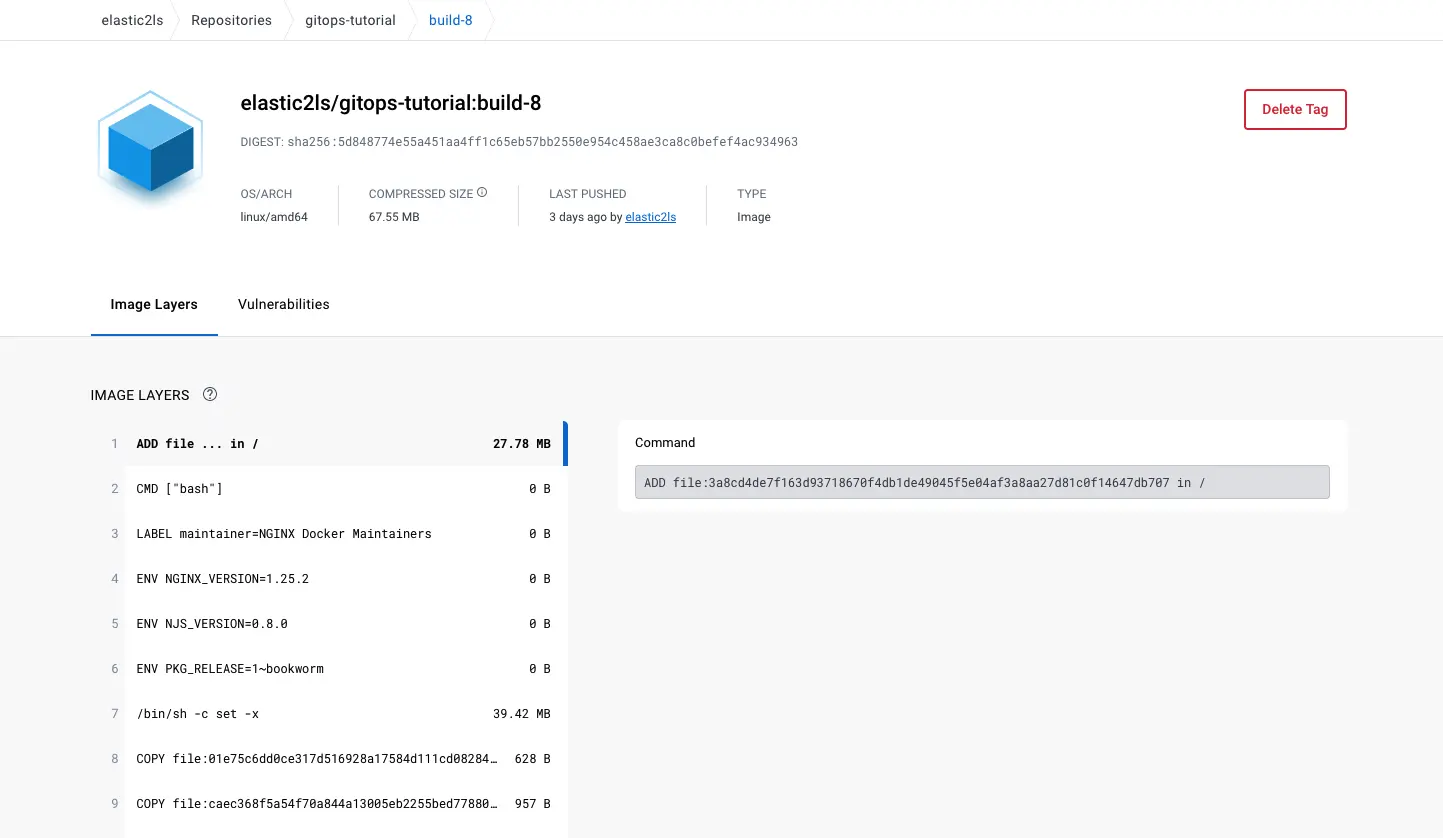 elastic2ls Repositories gitops-tutorial build-8
elastic2ls/gitops-tutorial:build-8
Delete Tag
DIGEST: sha256:5d848774e55a451aa4ff1c65eb57bb2550e954c458ae3ca8c0befef4ac934963
OS/ARCH COMPRESSED SIZE LAST PUSHED TYPE
linux/amd64 67.55 MB 3 days ago by elastic2ls Image
Image Layers Vulnerabilities
IMAGE LAYERS ?
1 ADD file ... in / 27.78 MB
2 CMD ["bash"] 0 B
3 LABEL maintainer=NGINX Docker Maintainers 0 B
4 ENV NGINX_VERSION=1.25.2 0 B
5 ENV NJS_VERSION=0.8.0 0 B
6 ENV PKG_RELEASE=1~bookworm 0 B
7 /bin/sh -c set -x 39.42 MB
8 COPY file:01e75c6dd0ce317d516928a17584d111cd08284… 628 B
9 COPY file:caec368f5a54f70a844a13005eb2255bed77880… 957 B
Command
ADD file:3a8cd4de7f163d93718670f4db1de49045f5e04af3a8aa27d81c0f14647db707 in /